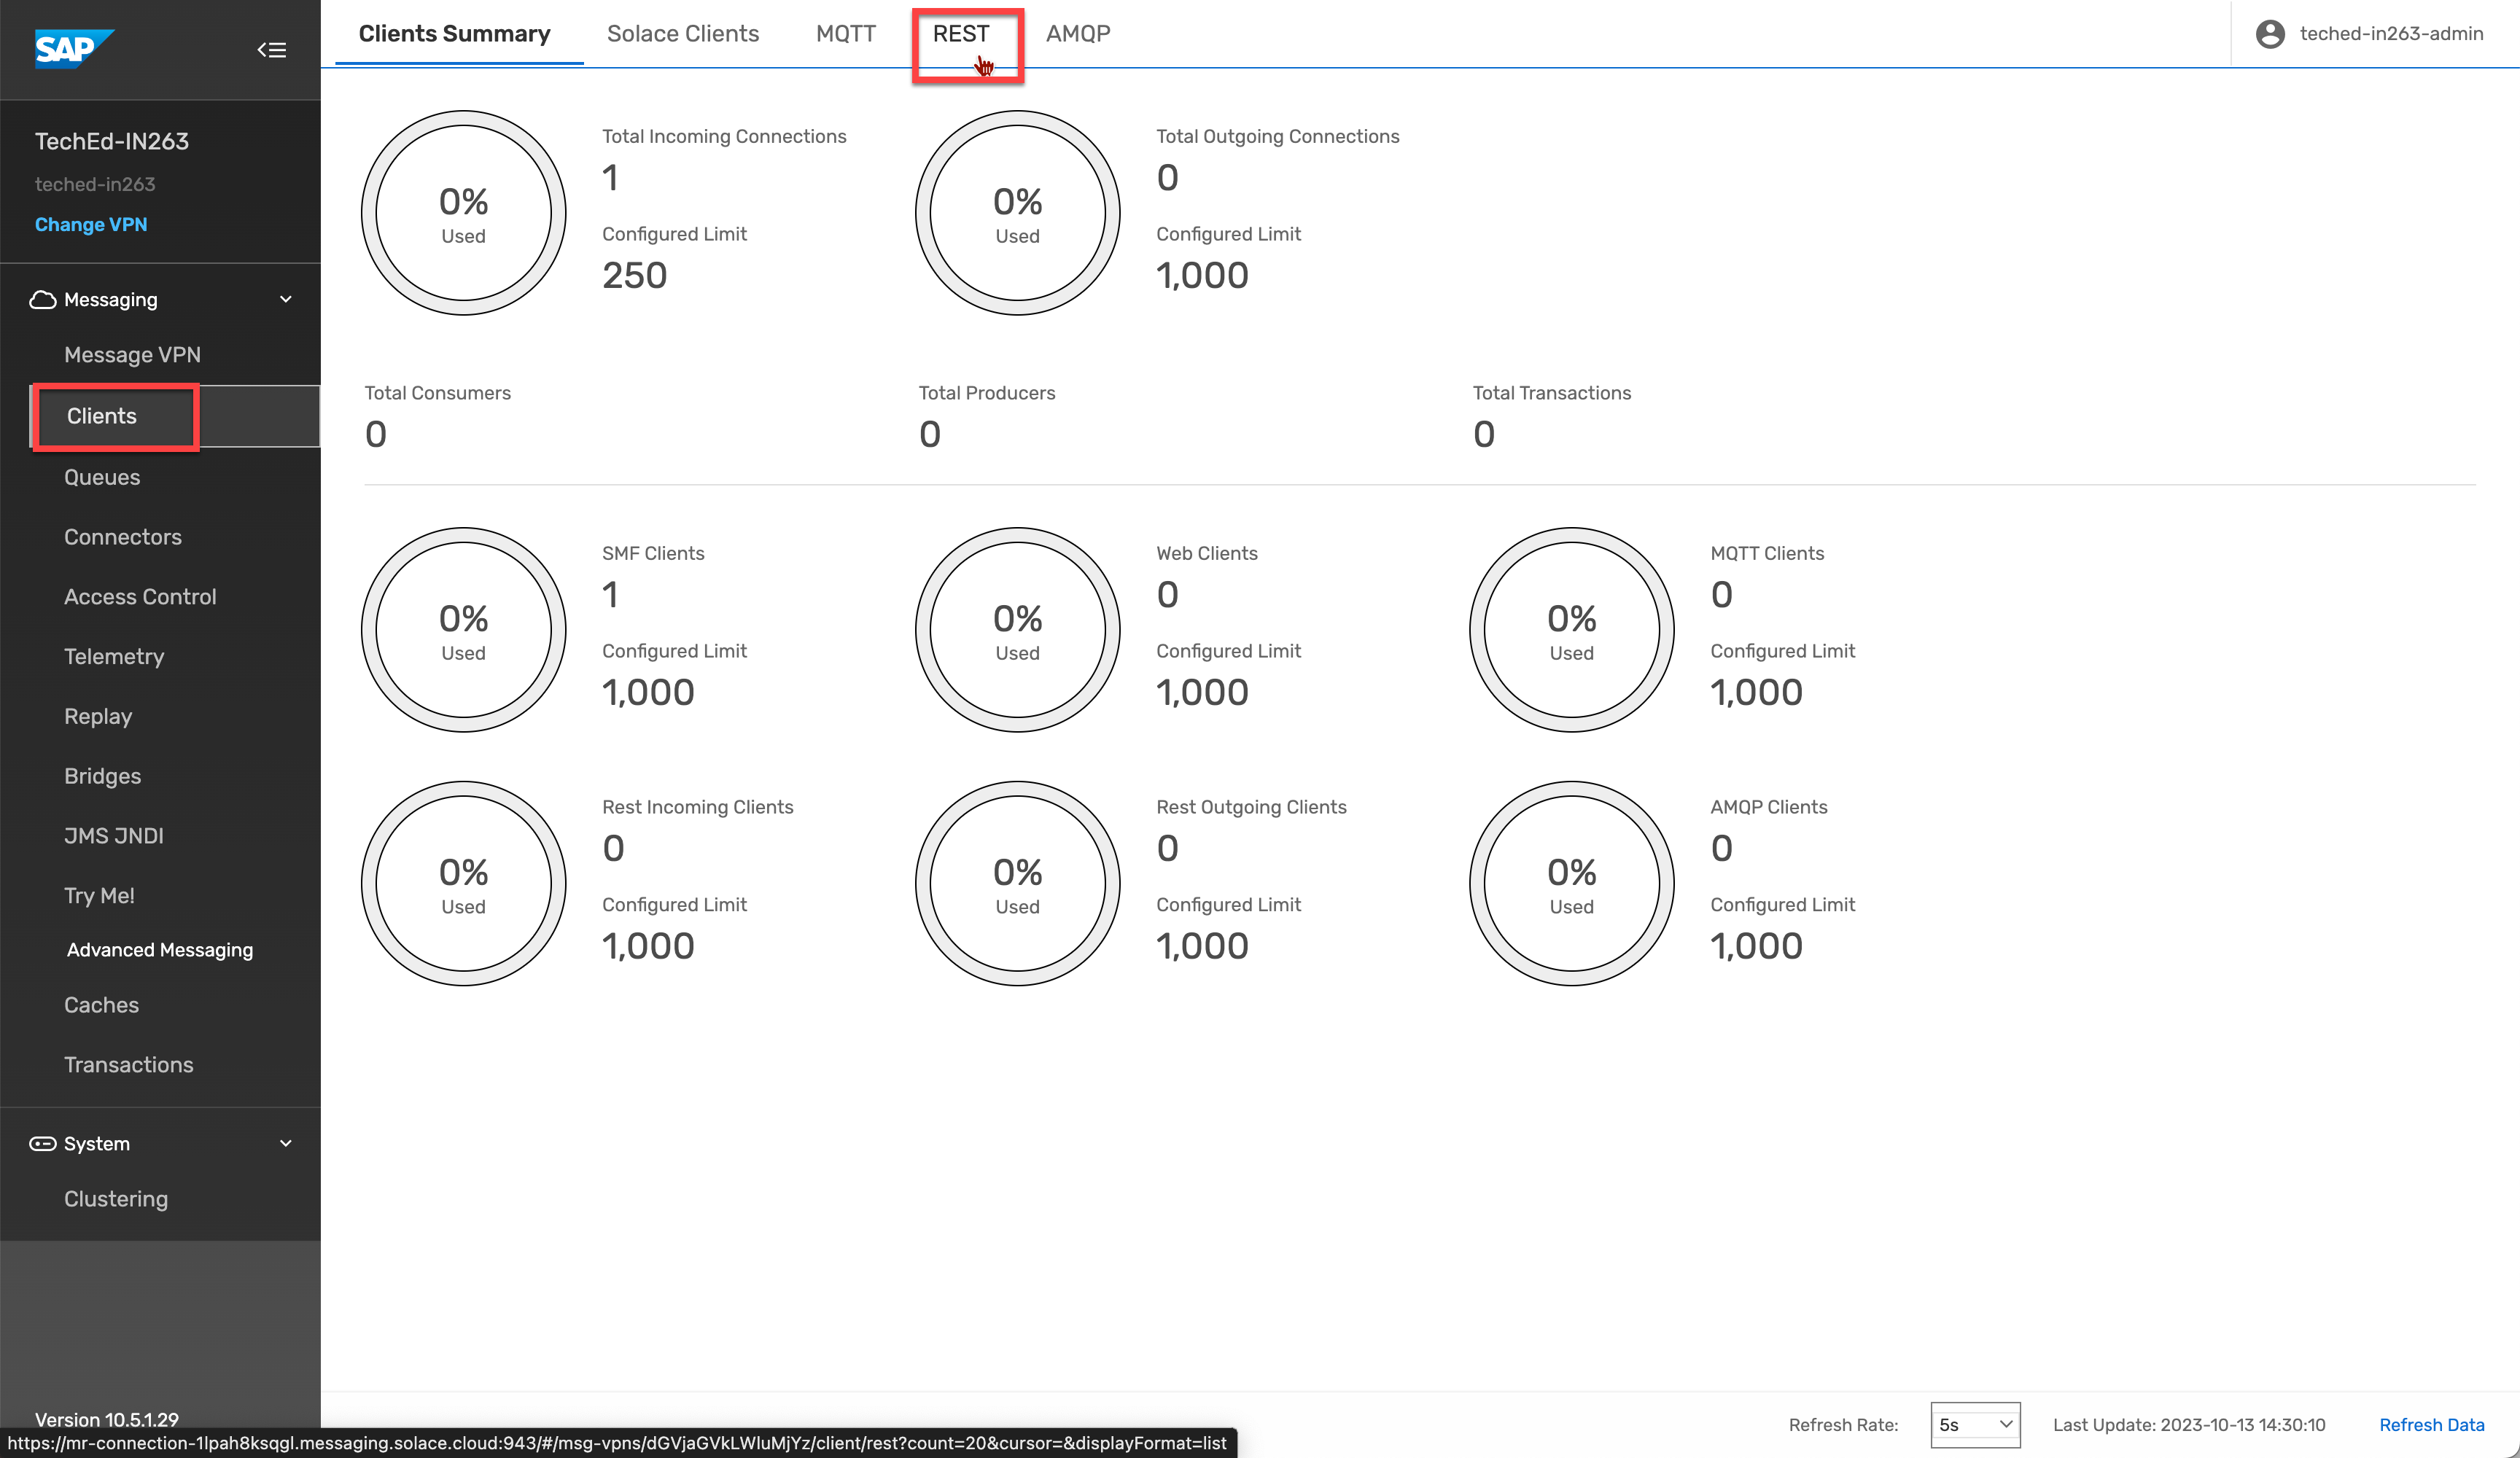 SAP
TechEd-IN263
teched-in263
Change VPN
Messaging
Message VPN
Clients
Queues
Connectors
Access Control
Telemetry
Replay
Bridges
JMS JNDI
Try Me!
Advanced Messaging
Caches
Transactions
System
Clustering
Version 10.5.1.29
Clients Summary Solace Clients MQTT REST AMQP
teched-in263-admin
0%
Used
Total Incoming Connections
1
Configured Limit
250
0%
Used
Total Outgoing Connections
0
Configured Limit
1,000
Total Consumers
0
Total Producers
0
Total Transactions
0
0%
Used
SMF Clients
1
Configured Limit
1,000
0%
Used
Web Clients
0
Configured Limit
1,000
0%
Used
MQTT Clients
0
Configured Limit
1,000
0%
Used
Rest Incoming Clients
0
Configured Limit
1,000
0%
Used
Rest Outgoing Clients
0
Configured Limit
1,000
0%
Used
AMQP Clients
0
Configured Limit
1,000
Refresh Rate: 5s Last Update: 2023-10-13 14:30:10 Refresh Data
https://mr-connection-1lpah8ksqgl.messaging.solace.cloud:943/#/msg-vpns/dGVjaGVkLWluMjYz/client/rest?count=20&cursor=&displayFormat=list